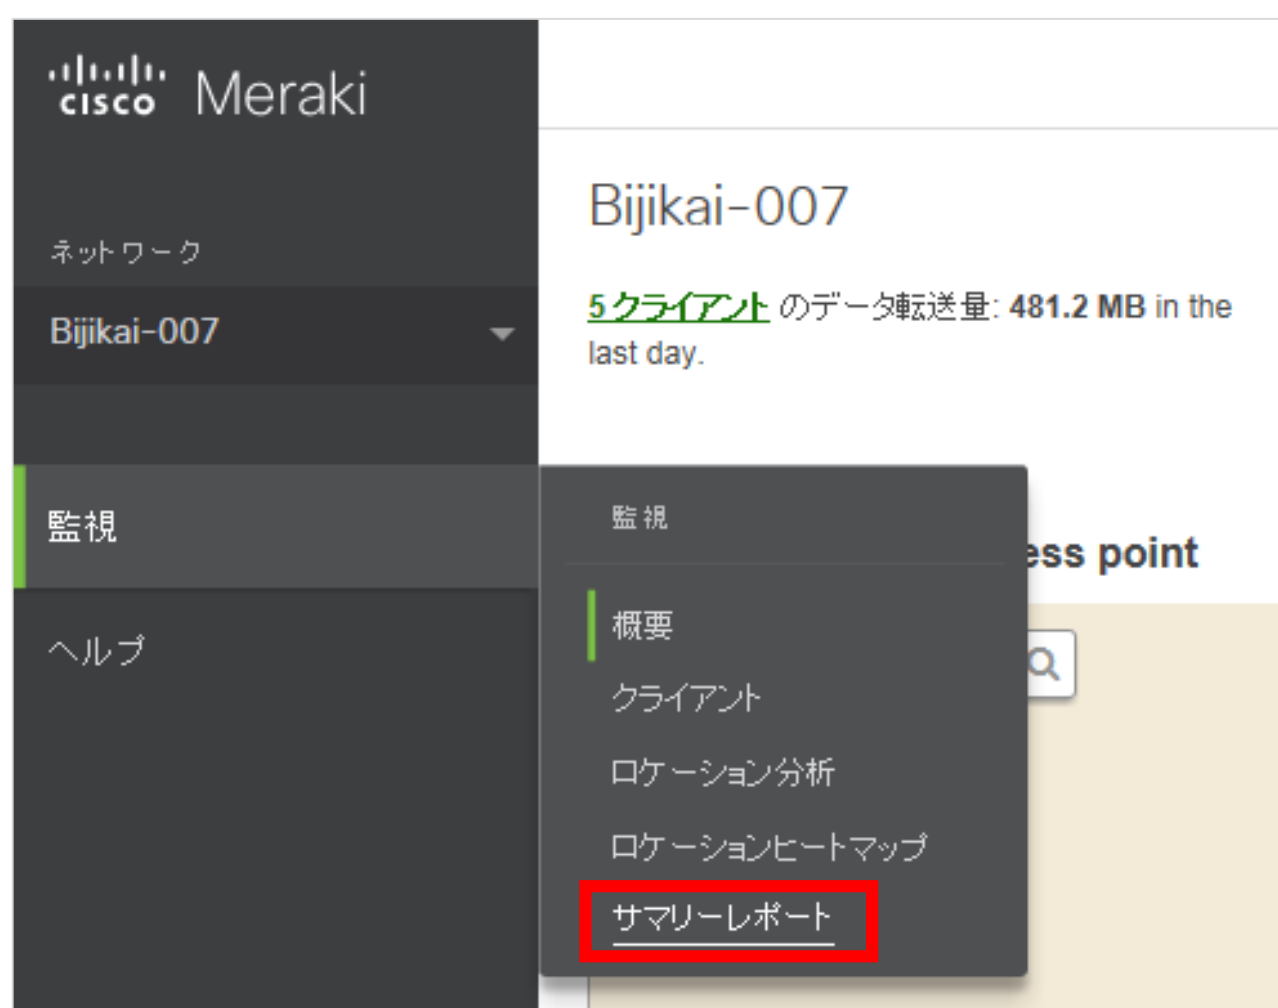 cisco Meraki
ネットワーク
Bijikai-007
監視
ヘルプ
Bijikai-007
5 クライアント のデータ転送量: 481.2 MB in the
last day.
ess point
監視
概要
クライアント
ロケーション分析
ロケーションヒートマップ
サマリーレポート